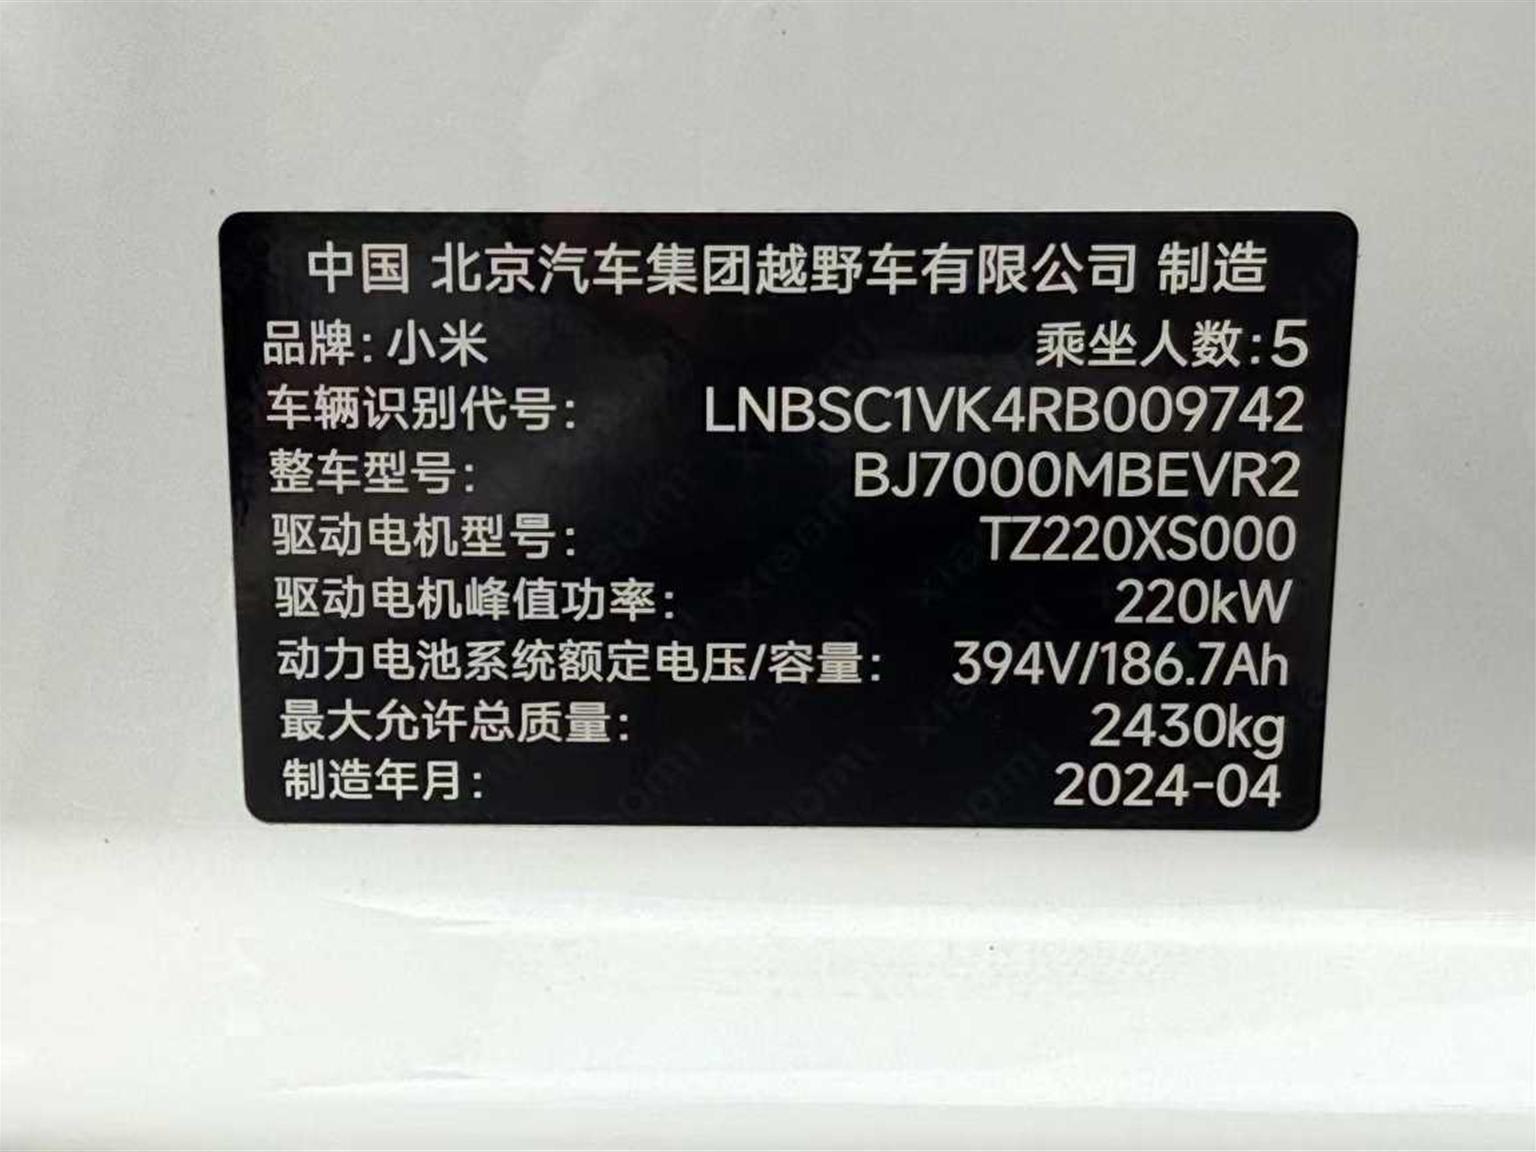 中国 北京汽车集团越野车有限公司 制造
品牌：小米 乘坐人数：5
车辆识别代号： LNBSC1VK4RB009742
整车型号： BJ7000MBEVR2
驱动电机型号： TZ220XS000
驱动电机峰值功率： 220kW
动力电池系统额定电压/容量： 394V/186.7Ah
最大允许总质量： 2430kg
制造年月： 2024-04